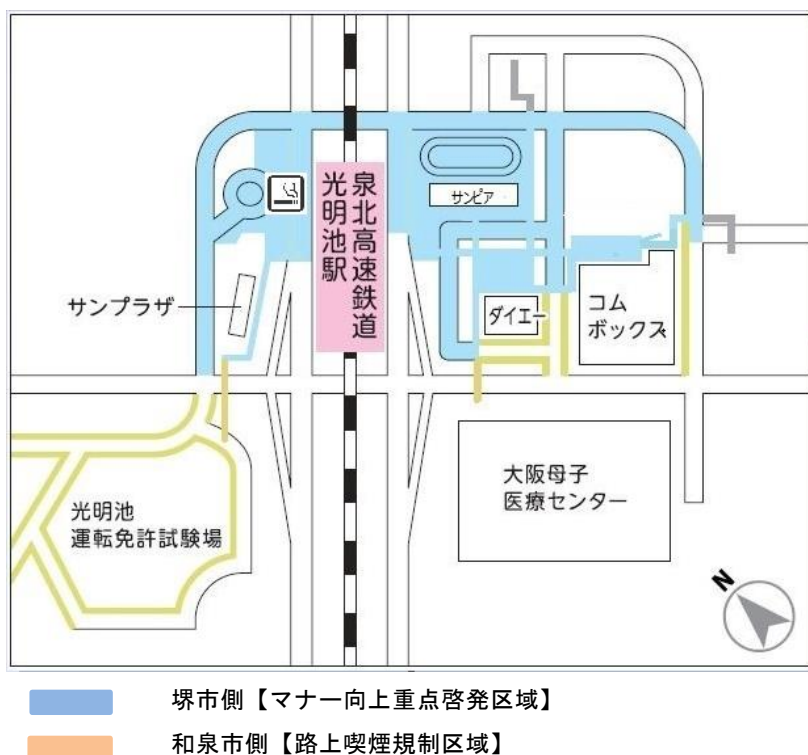 泉北高速鉄道
光明池駅
サンピア
サンプラザ
ダイエー
コム
ボックス
光明池
運転免許試験場
大阪母子
医療センター
N
堺市側【マナー向上重点啓発区域】
和泉市側【路上喫煙規制区域】